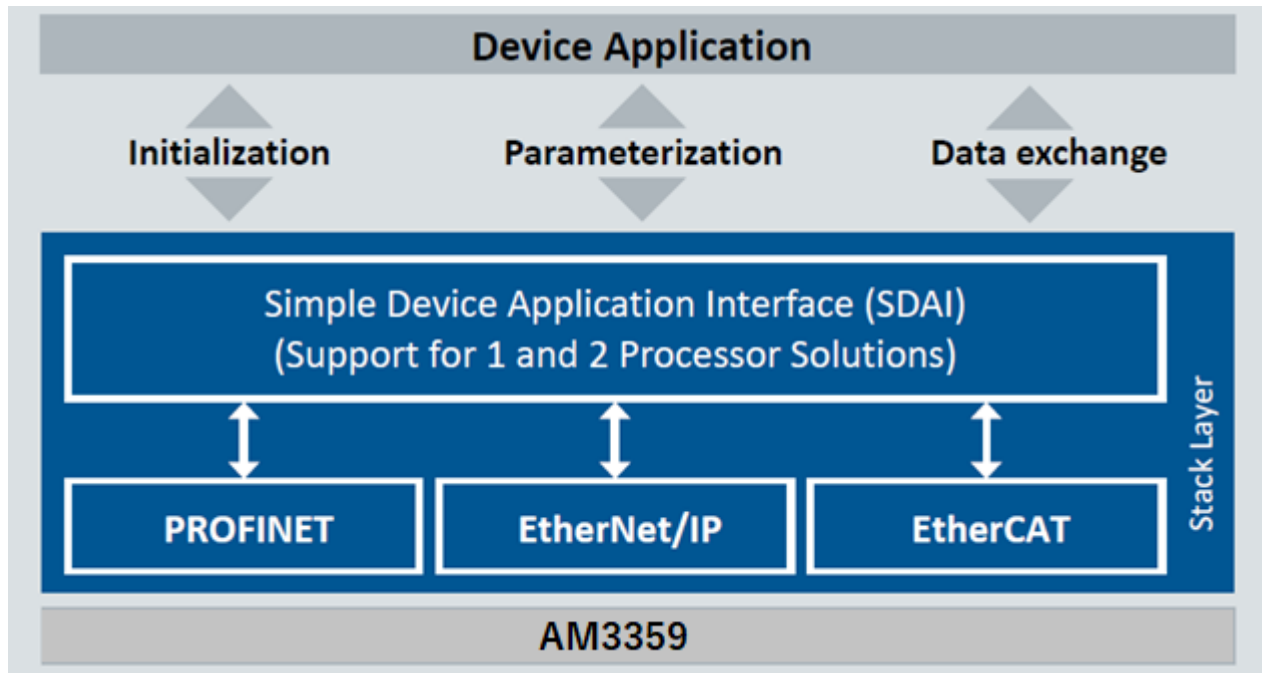 Device Application
Initialization
Parameterization
Data exchange
Simple Device Application Interface (SDAI)
(Support for 1 and 2 Processor Solutions)
PROFINET
EtherNet/IP
EtherCAT
Stack Layer
AM3359